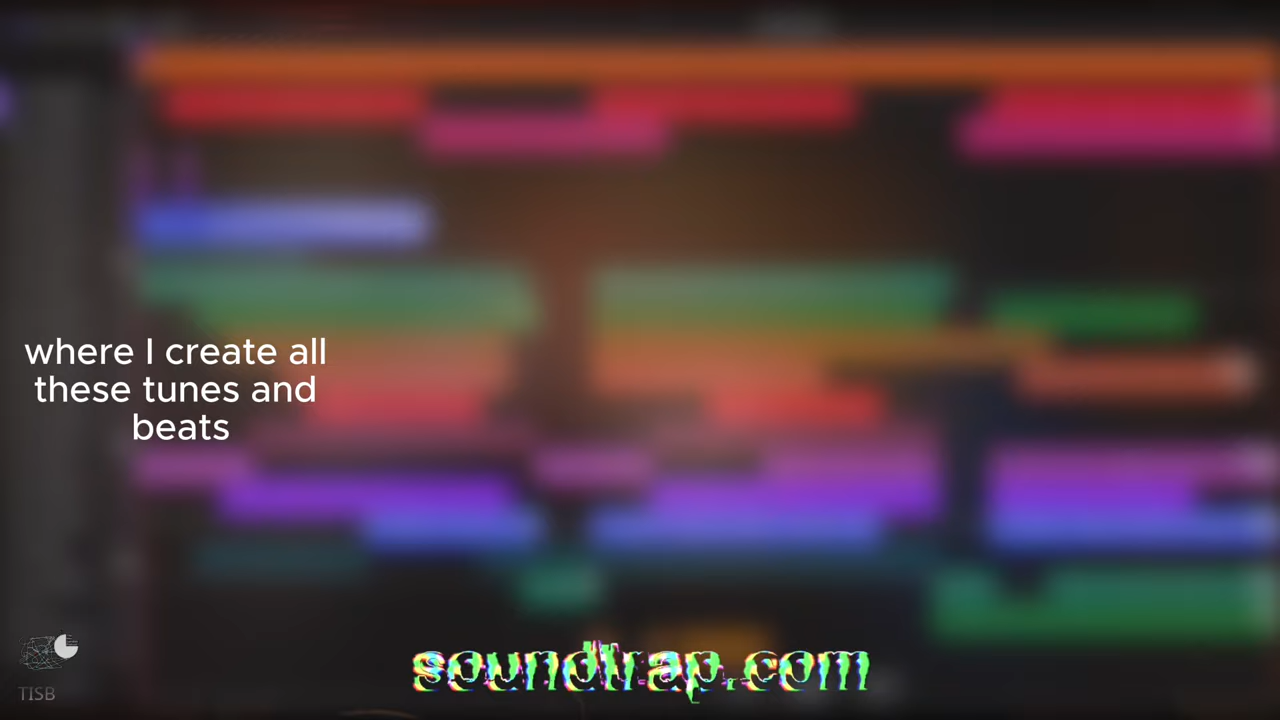 where I create all
these tunes and
beats
soundtrap.com
TISB